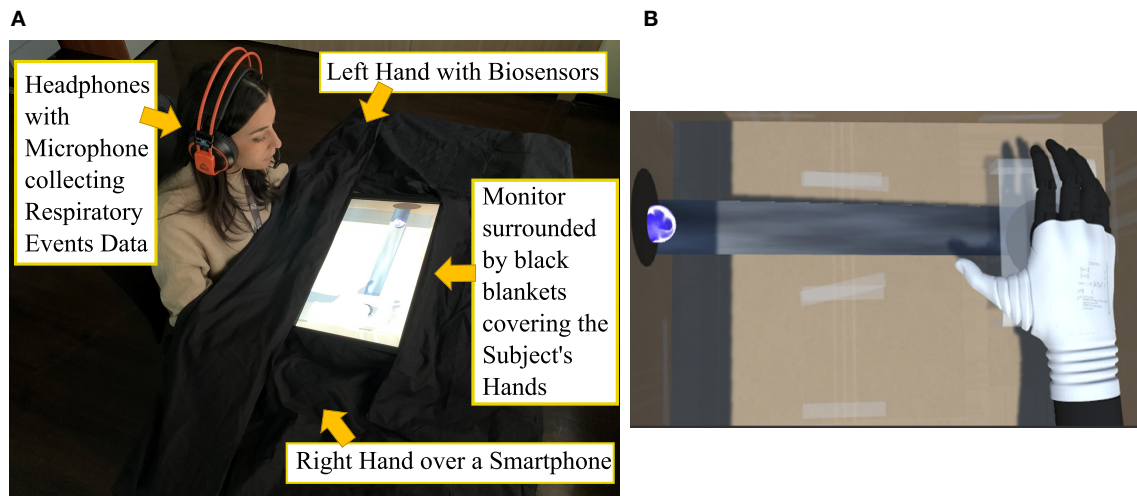 A
B
Headphones
with
Microphone
collecting
Respiratory
Events Data
Left Hand with Biosensors
Monitor
surrounded
by black
blankets
covering the
Subject's
Hands
Right Hand over a Smartphone